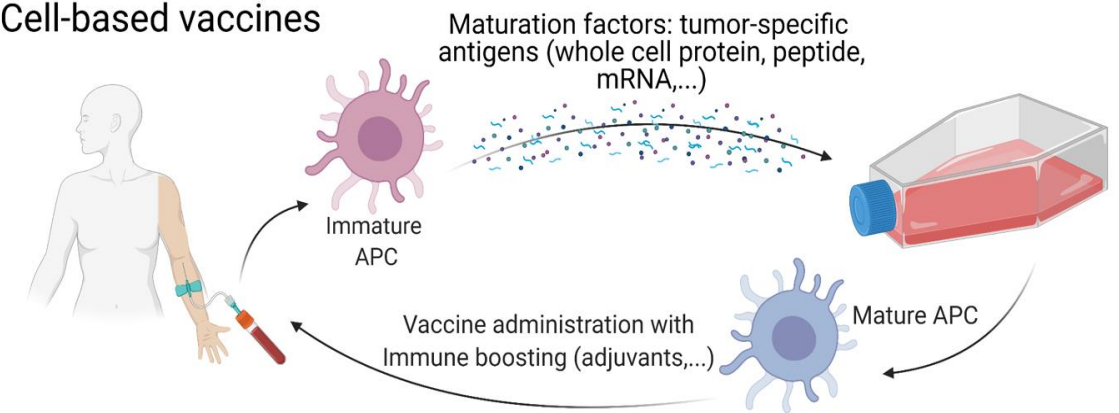 Cell-based vaccines
Maturation factors: tumor-specific
antigens (whole cell protein, peptide,
mRNA,...)
Immature
APC
Mature APC
Vaccine administration with
Immune boosting (adjuvants,...)